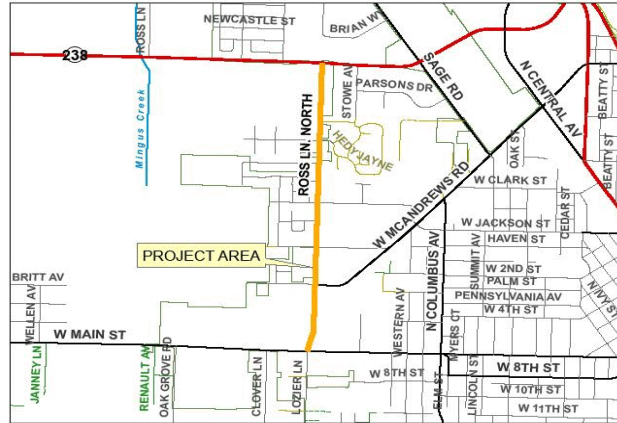 ROSS LN
NEWCASTLE ST
BRIAN W
238
SAGE RD
STOWE AV
PARSONS DR
N CENTRAL AV
BEATTY ST
Mingus Creek
ROSS LN. NORTH
HEDY JAYNE
OAK ST
W MCANDREWS RD
BEATTY ST
W CLARK ST
CEDAR ST
W JACKSON ST
HAVEN ST
PROJECT AREA
N COLUMBUS AV
SUMMIT AV
W 2ND ST
PALM ST
BRITT AV
WELLEN AV
PENNSYLVANIA AV
N IVY ST
W 4TH ST
WESTERN AV
MYERS CT
W MAIN ST
JANNEY LN
RENAULT AV
OAK GROVE RD
CLOVER LN
LOZIER LN
W 8TH ST
W 8TH ST
ELM ST
LINCOLN ST
W 10TH ST
W 11TH ST